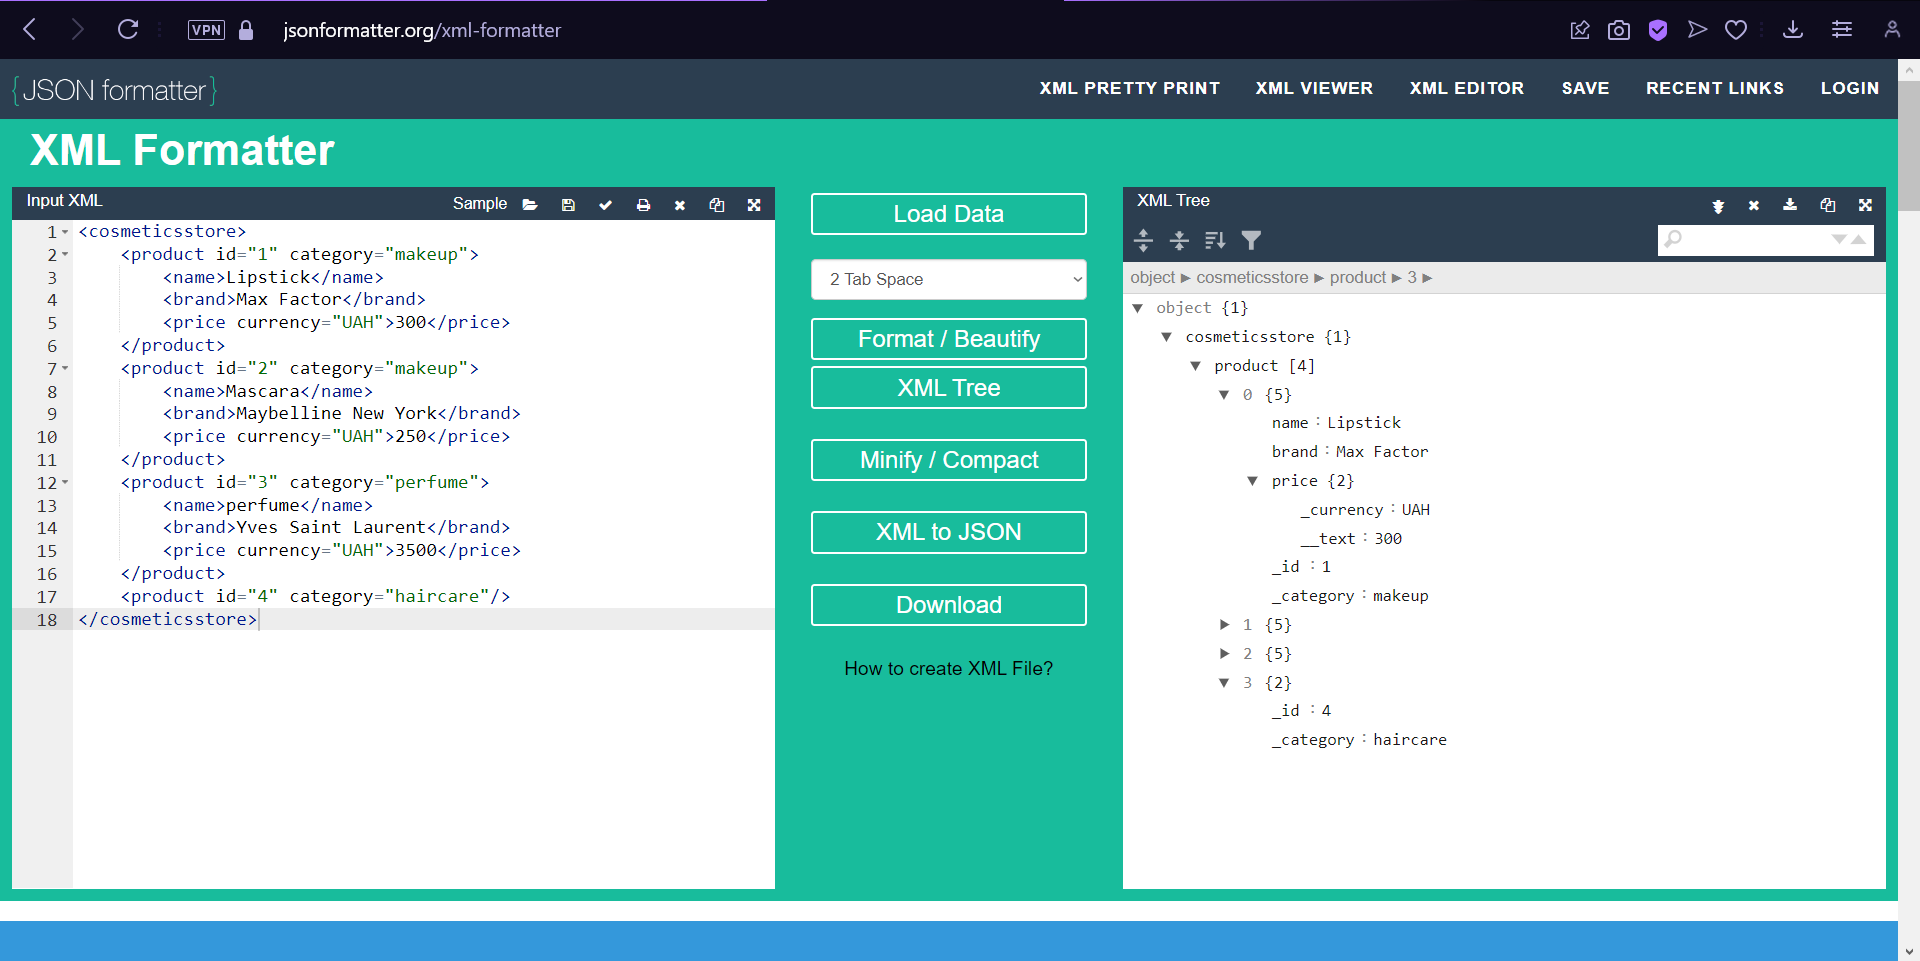 VPN
jsonformatter.org/xml-formatter
{JSON formatter}
XML PRETTY PRINT
XML VIEWER
XML EDITOR
SAVE
RECENT LINKS
LOGIN
XML Formatter
Input XML
Sample
1 <cosmeticsstore>
2     <product id="1" category="makeup">
3         <name>Lipstick</name>
4         <brand>Max Factor</brand>
5         <price currency="UAH">300</price>
6     </product>
7     <product id="2" category="makeup">
8         <name>Mascara</name>
9         <brand>Maybelline New York</brand>
10         <price currency="UAH">250</price>
11     </product>
12     <product id="3" category="perfume">
13         <name>perfume</name>
14         <brand>Yves Saint Laurent</brand>
15         <price currency="UAH">3500</price>
16     </product>
17     <product id="4" category="haircare"/>
18 </cosmeticsstore>
Load Data
2 Tab Space
Format / Beautify
XML Tree
Minify / Compact
XML to JSON
Download
How to create XML File?
XML Tree
object ► cosmeticsstore ► product ► 3 ►
▼ object {1}
▼ cosmeticsstore {1}
▼ product [4]
▼ 0 {5}
name : Lipstick
brand : Max Factor
▼ price {2}
_currency : UAH
__text : 300
_id : 1
_category : makeup
► 1 {5}
► 2 {5}
▼ 3 {2}
_id : 4
_category : haircare